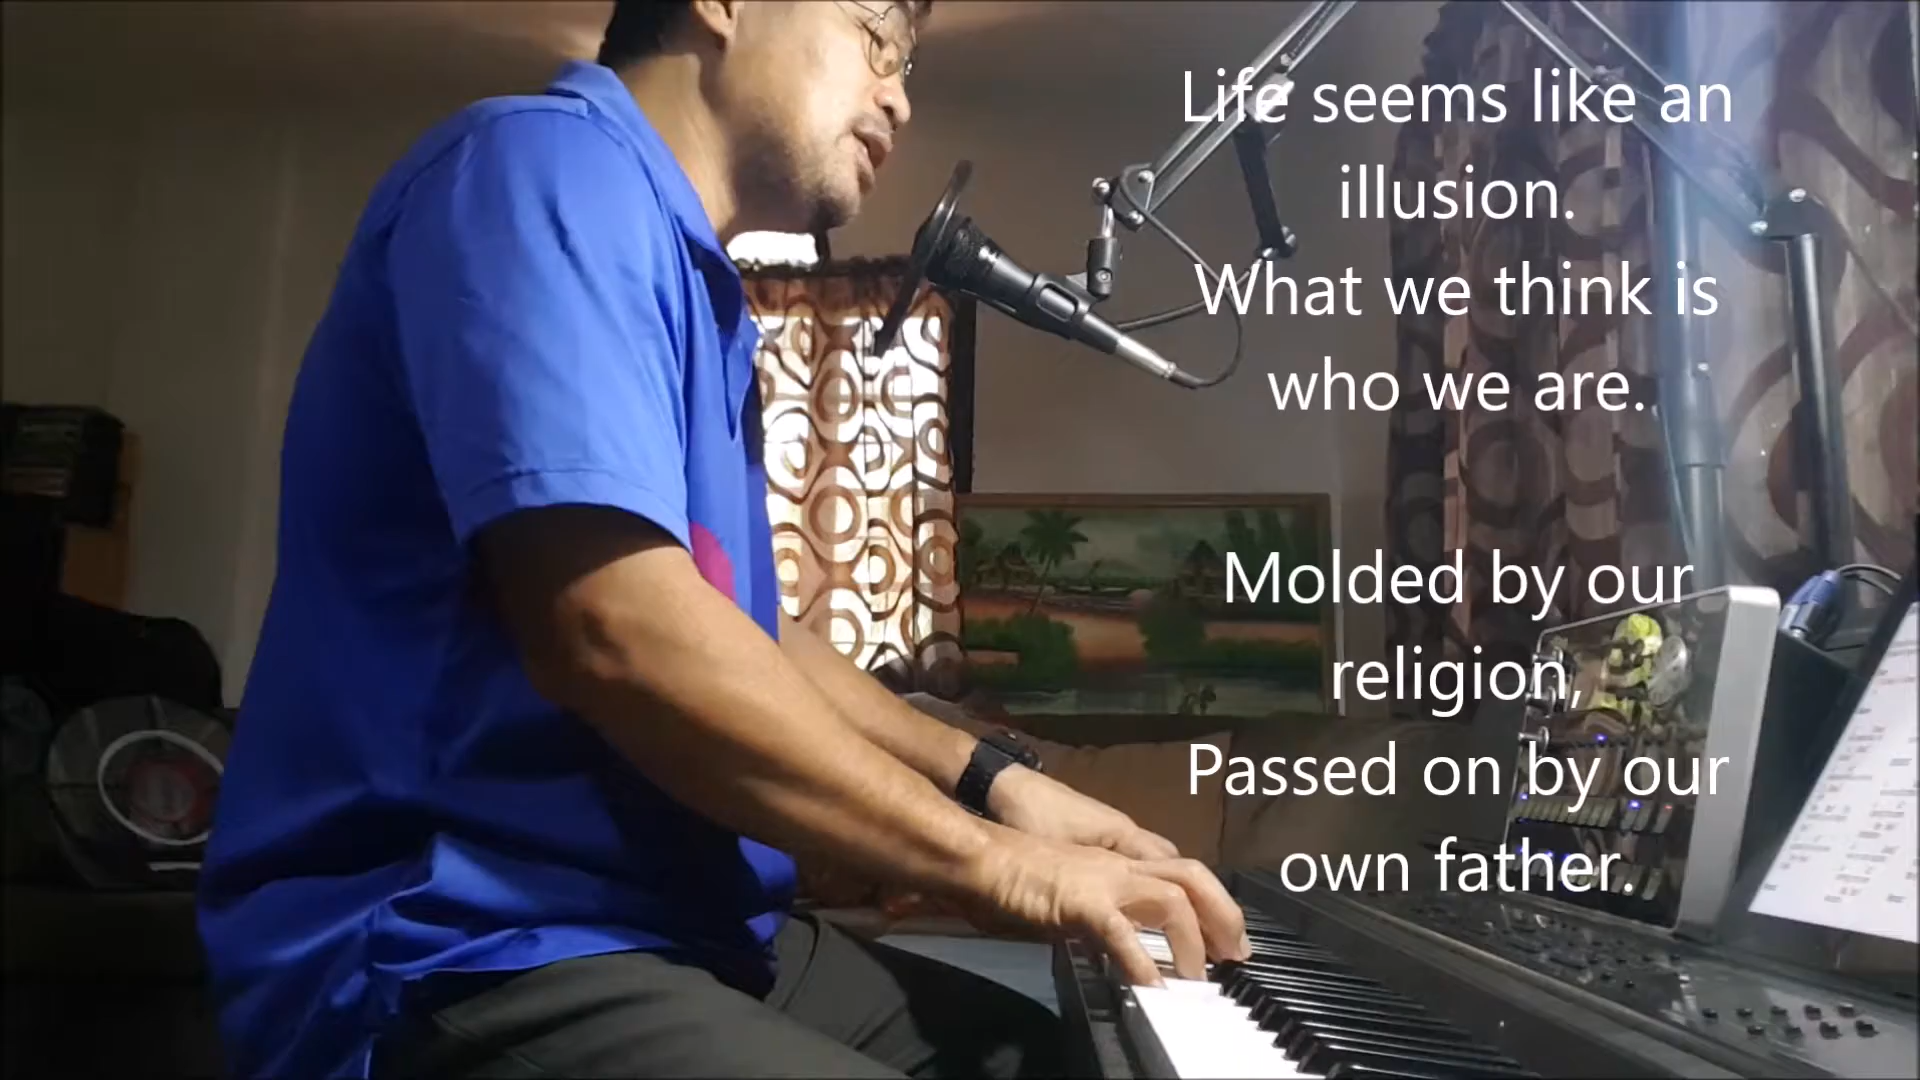 Life seems like an
illusion.
What we think is
who we are.
Molded by our
religion,
Passed on by our
own father.